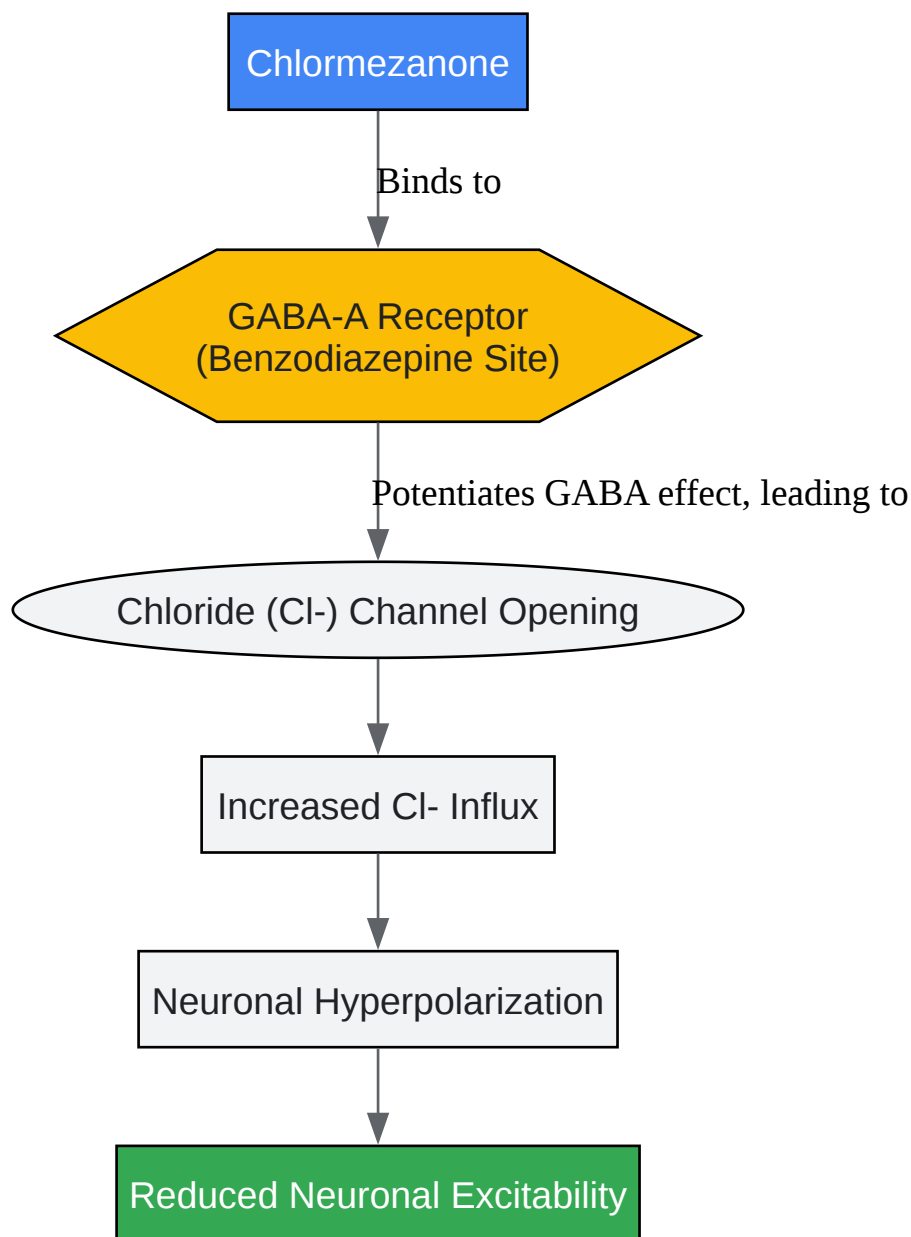 Chlormezanone
Binds to
GABA-A Receptor
(Benzodiazepine Site)
Potentiates GABA effect, leading to
Chloride (Cl-) Channel Opening
Increased Cl- Influx
Neuronal Hyperpolarization
Reduced Neuronal Excitability